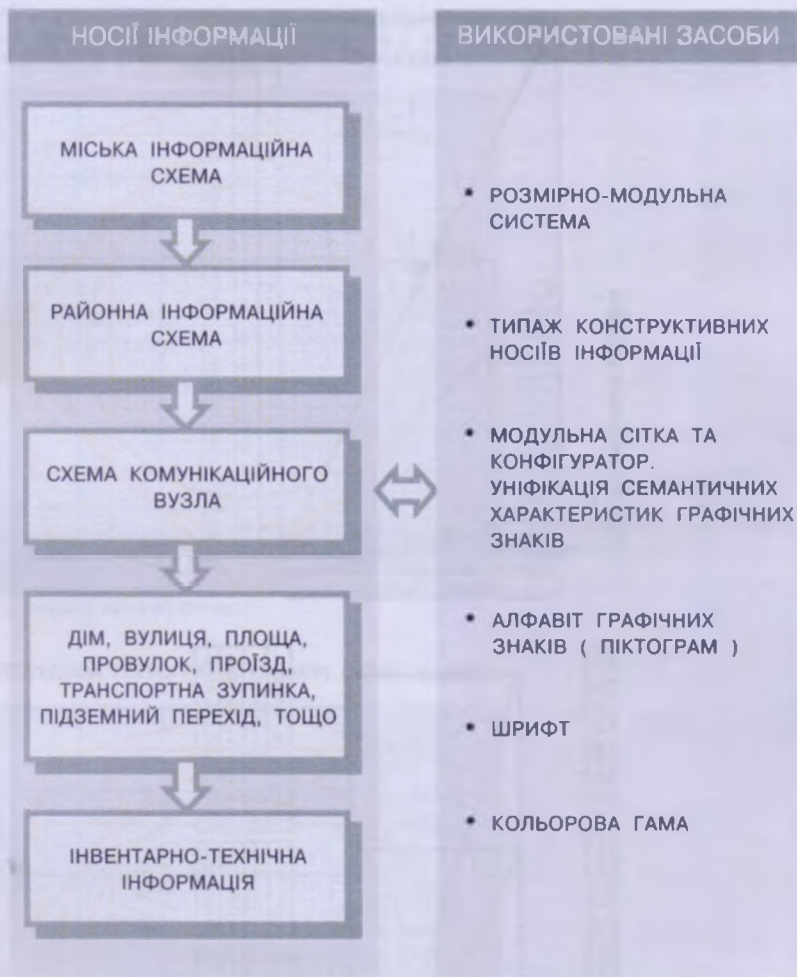 НОСІЇ ІНФОРМАЦІЇ
МІСЬКА ІНФОРМАЦІЙНА
СХЕМА
РАЙОННА ІНФОРМАЦІЙНА
СХЕМА
СХЕМА КОМУНІКАЦІЙНОГО
ВУЗЛА
ДІМ, ВУЛИЦЯ, ПЛОЩА,
ПРОВУЛОК, ПРОЇЗД,
ТРАНСПОРТНА ЗУПИНКА,
ПІДЗЕМНИЙ ПЕРЕХІД, ТОЩО
ІНВЕНТАРНО-ТЕХНІЧНА
ІНФОРМАЦІЯ
ВИКОРИСТОВАНІ ЗАСОБИ
• РОЗМІРНО-МОДУЛЬНА
СИСТЕМА
• ТИПАЖ КОНСТРУКТИВНИХ
НОСІЇВ ІНФОРМАЦІЇ
• МОДУЛЬНА СІТКА ТА
КОНФІГУРАТОР.
УНІФІКАЦІЯ СЕМАНТИЧНИХ
ХАРАКТЕРИСТИК ГРАФІЧНИХ
ЗНАКІВ
• АЛФАВІТ ГРАФІЧНИХ
ЗНАКІВ ( ПІКТОГРАМ )
• ШРИФТ
• КОЛЬОРОВА ГАМА